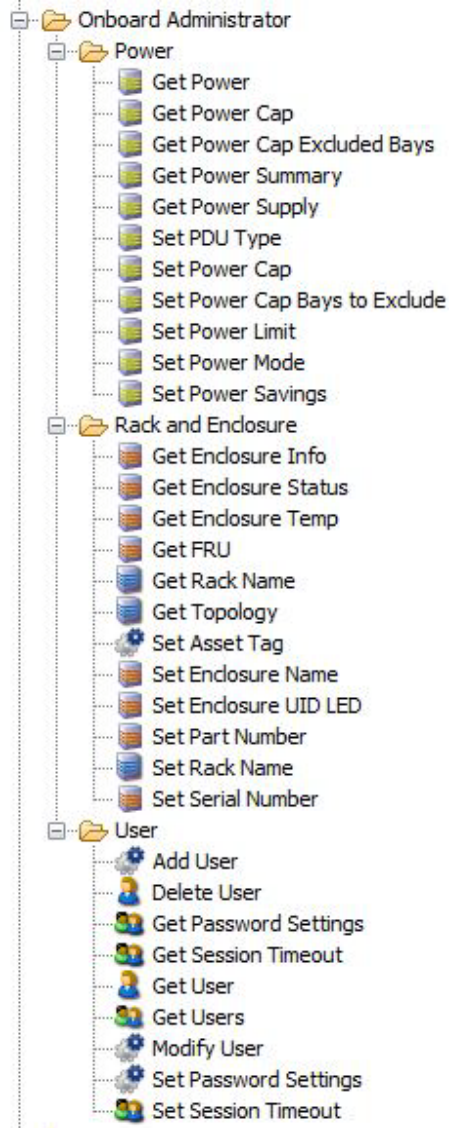 Onboard Administrator
Power
Get Power
Get Power Cap
Get Power Cap Excluded Bays
Get Power Summary
Get Power Supply
Set PDU Type
Set Power Cap
Set Power Cap Bays to Exclude
Set Power Limit
Set Power Mode
Set Power Savings
Rack and Enclosure
Get Enclosure Info
Get Enclosure Status
Get Enclosure Temp
Get FRU
Get Rack Name
Get Topology
Set Asset Tag
Set Enclosure Name
Set Enclosure UID LED
Set Part Number
Set Rack Name
Set Serial Number
User
Add User
Delete User
Get Password Settings
Get Session Timeout
Get User
Get Users
Modify User
Set Password Settings
Set Session Timeout